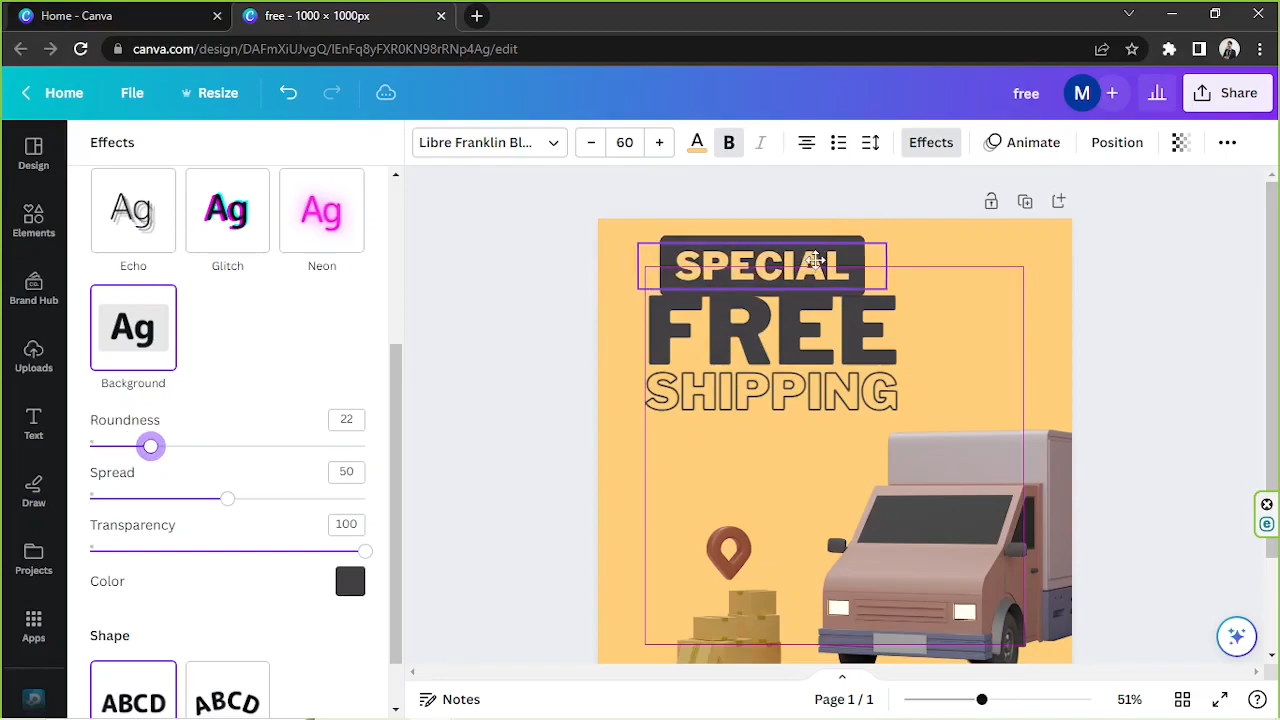 Home - Canva
free - 1000 × 1000px
canva.com/design/DAFmXiUJvgQ/IEnFq8yFXR0KN98rRNp4Ag/edit
Home
File
Resize
free
M
Share
Effects
Libre Franklin Bl...
60
A
B
I
Effects
Animate
Position
Design
Elements
CO.
Brand Hub
Uploads
T
Text
Draw
Projects
Apps
Ag
Ag
Ag
Echo
Glitch
Neon
Ag
Background
Roundness
22
Spread
50
Transparency
100
Color
Shape
ABCD
ABCD
SPECIAL
FREE
SHIPPING
Notes
Page 1 / 1
51%